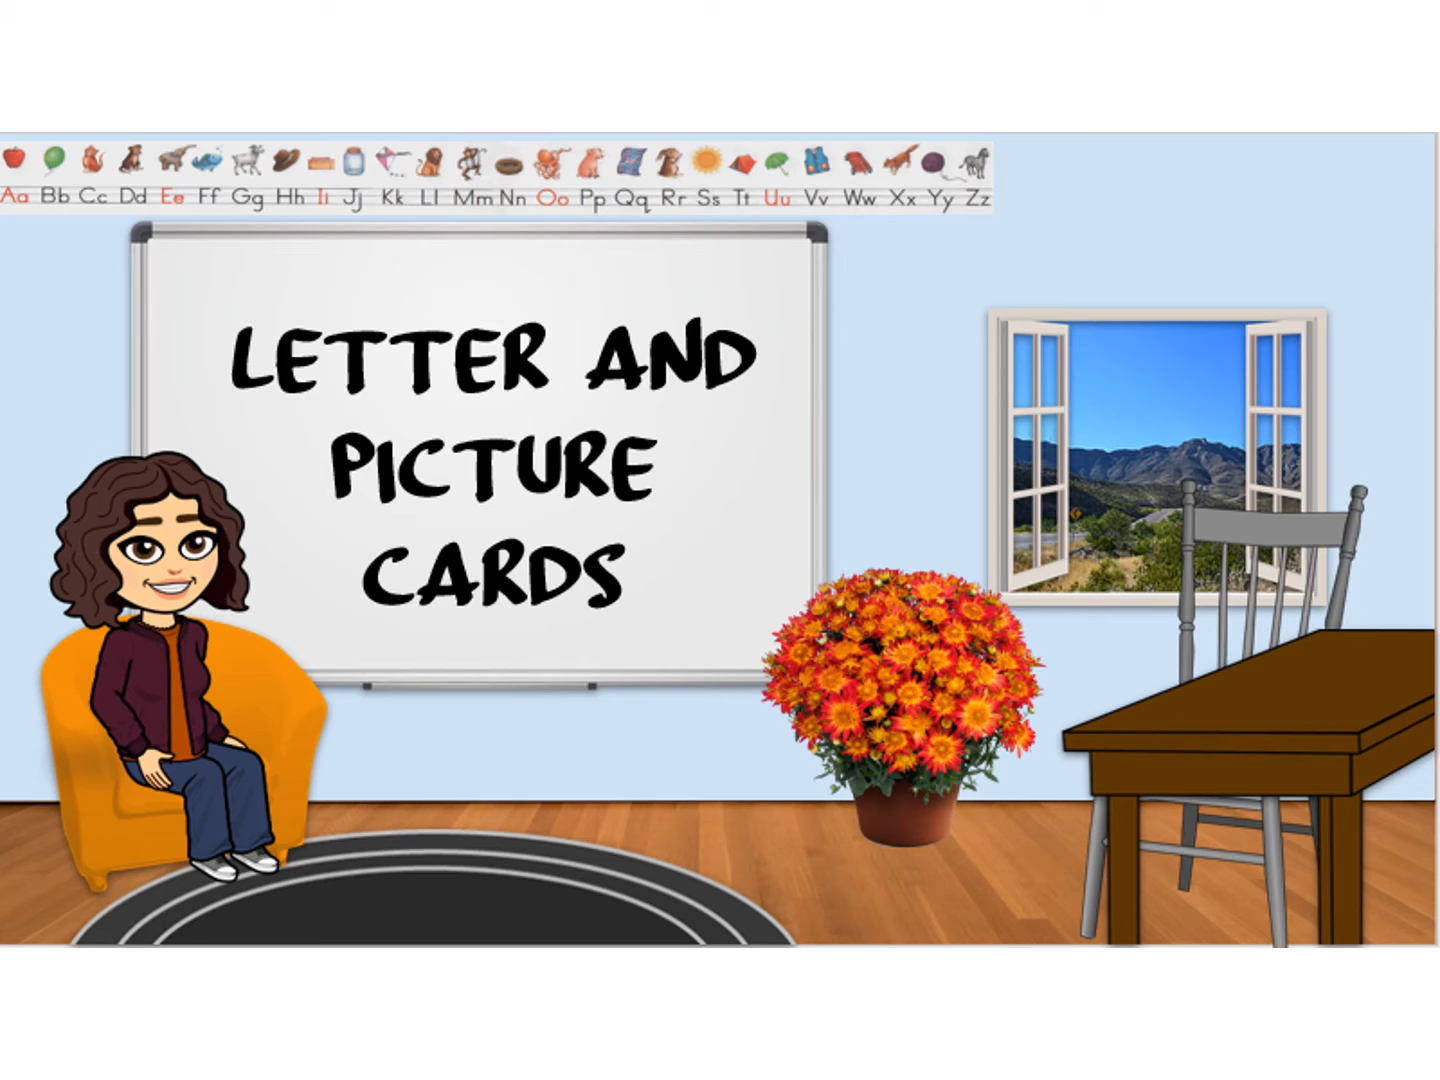 Aa Bb Cc Dd Ee Ff Gg Hh Ii Jj Kk Ll Mm Nn Oo Pp Qq Rr Ss Tt Uu Vv Ww Xx Yy Zz
LETTER AND
PICTURE
CARDS